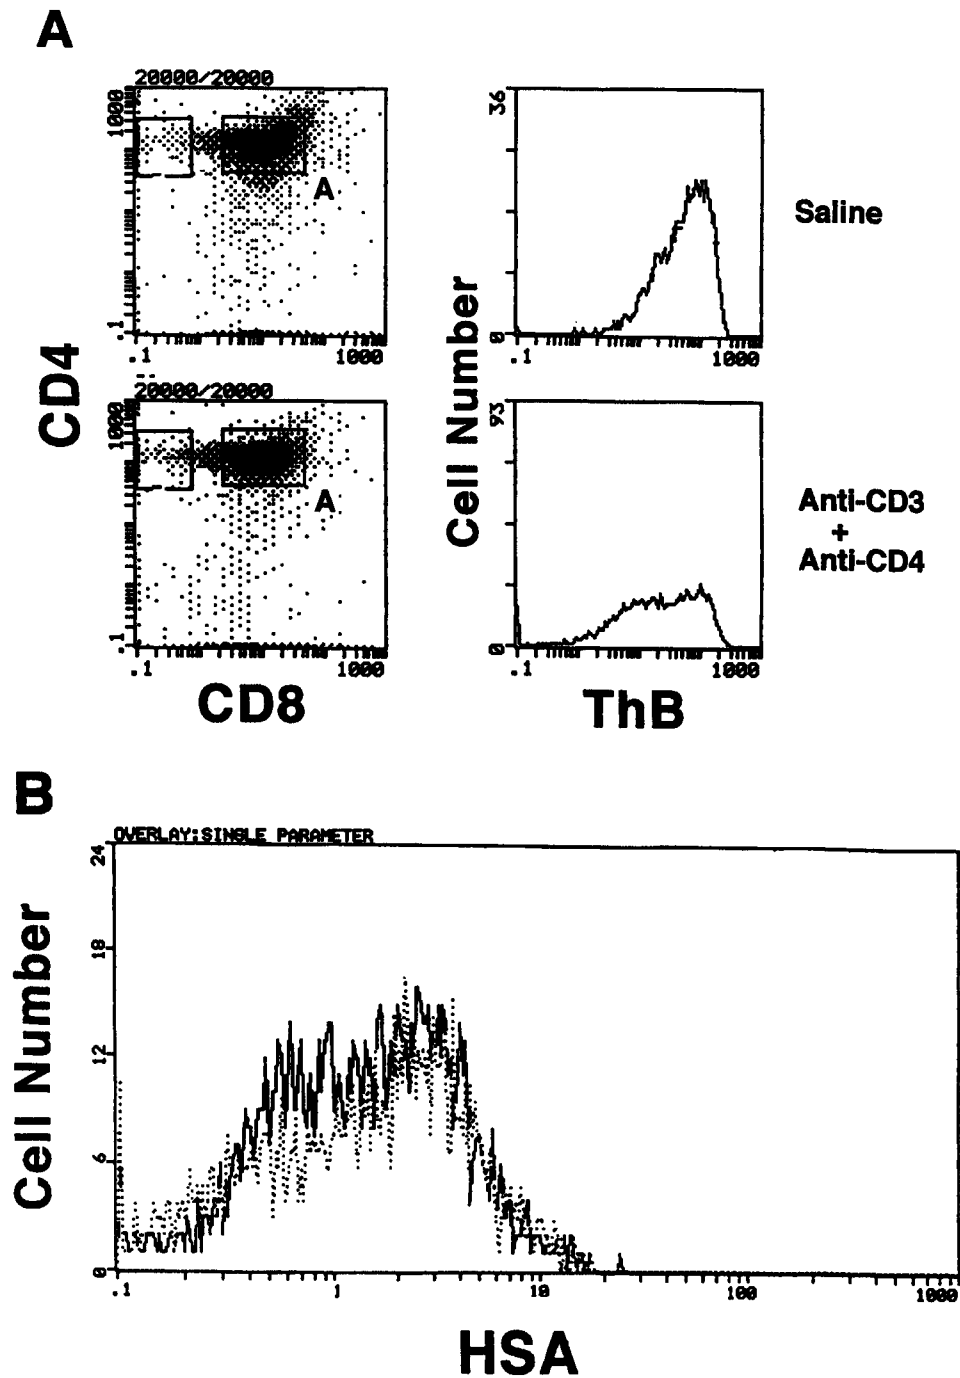 A
20000/20000
1000
.1
.1
1000
A
36
0
.1
1000
Saline
CD4
Cell Number
20000/20000
1000
.1
.1
1000
A
93
0
.1
1000
Anti-CD3
+
Anti-CD4
CD8
ThB
B
OVERLAY:SINGLE PARAMETER
24
18
12
6
0
Cell Number
.1
1
10
100
1000
HSA